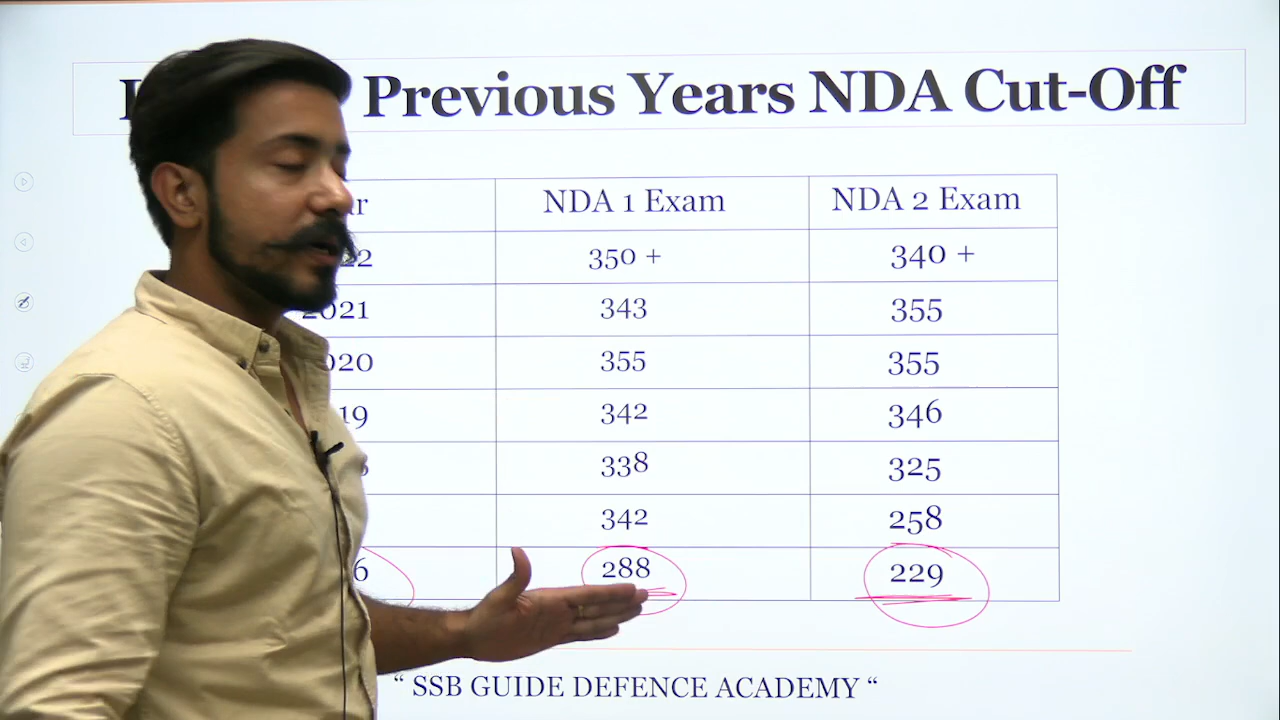 Previous Years NDA Cut-Off
NDA 1 Exam NDA 2 Exam
350 + 340 +
2021 343 355
355 355
342 346
338 325
342 258
288 229
“ SSB GUIDE DEFENCE ACADEMY “